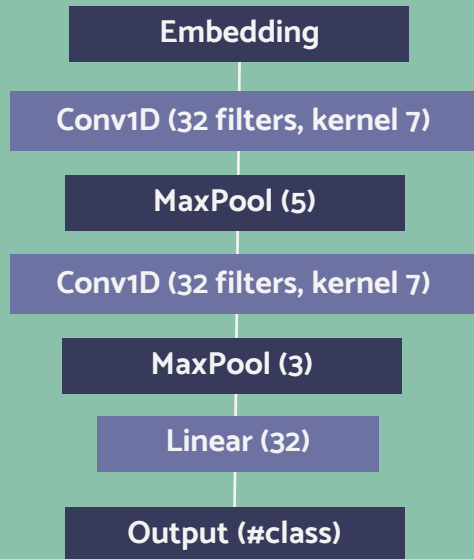 Embedding
Conv1D (32 filters, kernel 7)
MaxPool (5)
Conv1D (32 filters, kernel 7)
MaxPool (3)
Linear (32)
Output (#class)